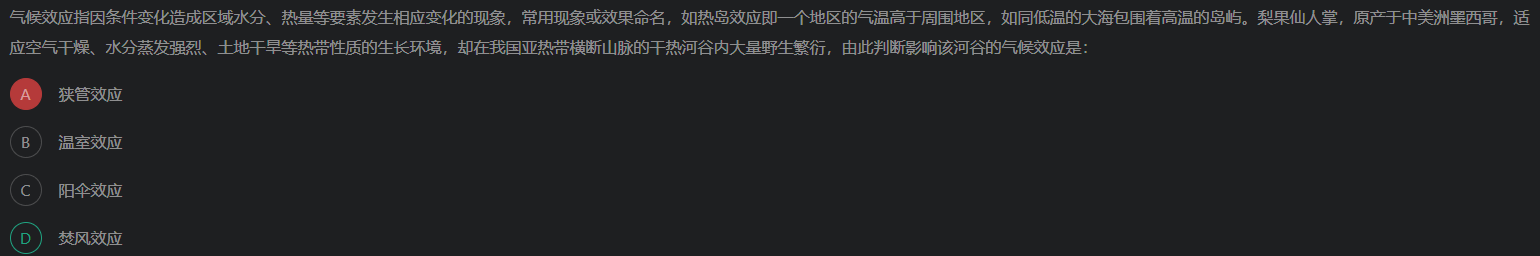 气候效应指因条件变化造成区域水分、热量等要素发生相应变化的现象，常用现象或效果命名，如热岛效应即一个地区的气温高于周围地区，如同低温的大海包围着高温的岛屿。梨果仙人掌，原产于中美洲墨西哥，适
应空气干燥、水分蒸发强烈、土地干旱等热带性质的生长环境，却在我国亚热带横断山脉的干热河谷内大量野生繁衍，由此判断影响该河谷的气候效应是：
A 狭管效应
B 温室效应
C 阳伞效应
D 焚风效应